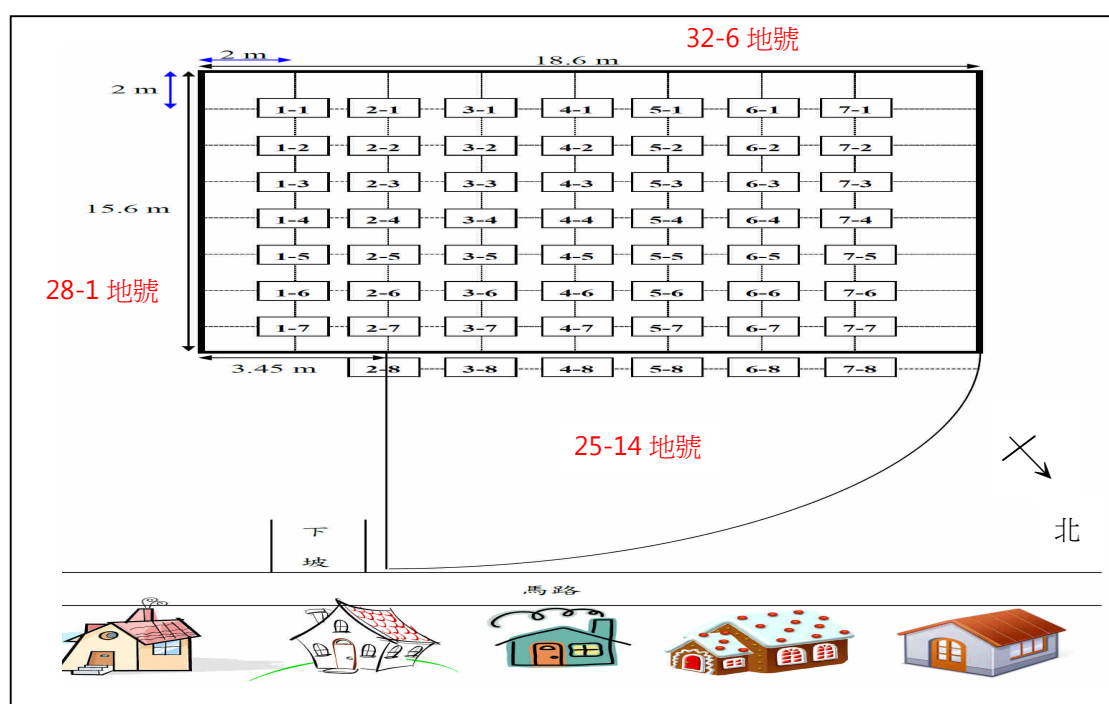 32-6 地號
2 m
18.6 m
2 m
1-1 2-1 3-1 4-1 5-1 6-1 7-1
1-2 2-2 3-2 4-2 5-2 6-2 7-2
1-3 2-3 3-3 4-3 5-3 6-3 7-3
15.6 m
1-4 2-4 3-4 4-4 5-4 6-4 7-4
1-5 2-5 3-5 4-5 5-5 6-5 7-5
28-1 地號
1-6 2-6 3-6 4-6 5-6 6-6 7-6
1-7 2-7 3-7 4-7 5-7 6-7 7-7
3.45 m
2-8 3-8 4-8 5-8 6-8 7-8
25-14 地號
北
下
坡
馬路